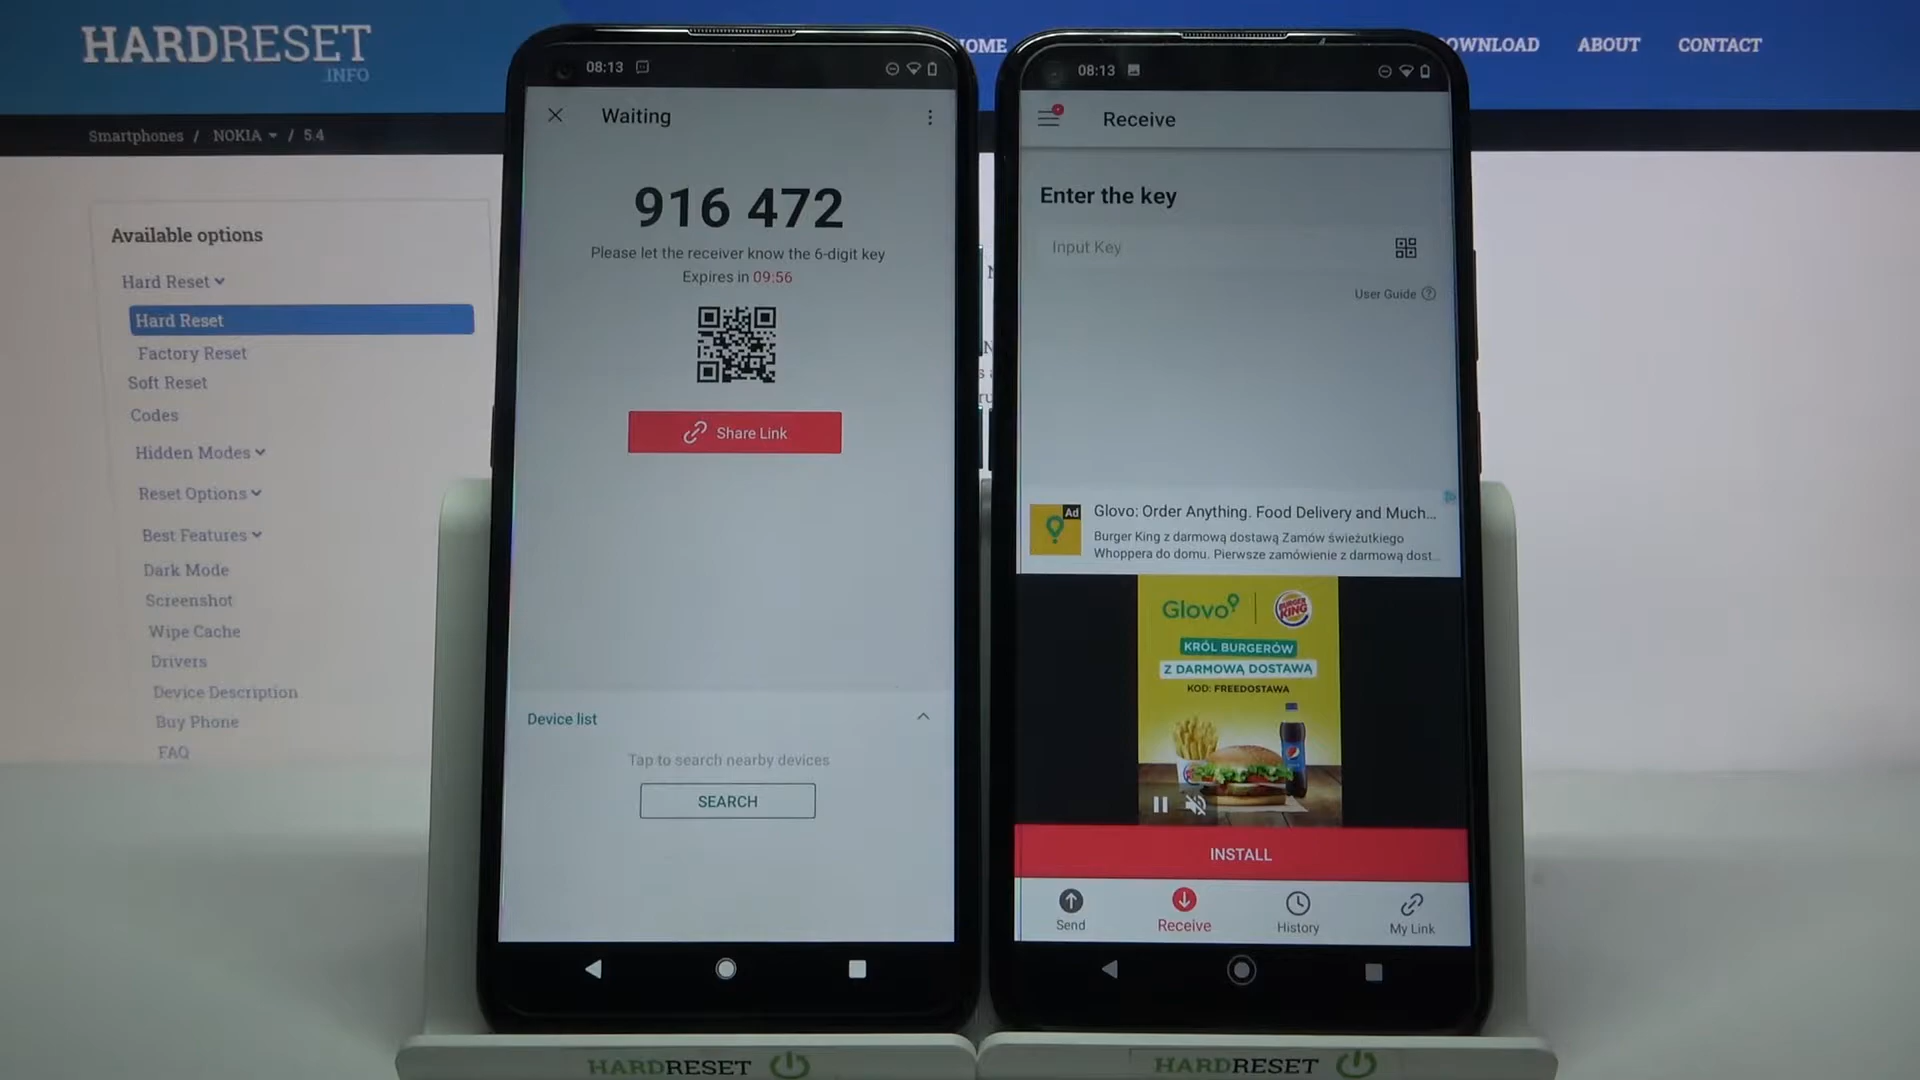 HARDRESET
.INFO
OME
OWNLOAD
ABOUT
CONTACT
Smartphones / NOKIA / 5.4
Available options
Hard Reset
Hard Reset
Factory Reset
Soft Reset
Codes
Hidden Modes
Reset Options
Best Features
Dark Mode
Screenshot
Wipe Cache
Drivers
Device Description
Buy Phone
FAQ
08:13
Waiting
916 472
Please let the receiver know the 6-digit key
Expires in 09:56
Share Link
Device list
Tap to search nearby devices
SEARCH
08:13
Receive
Enter the key
Input Key
User Guide
Ad
Glovo: Order Anything. Food Delivery and Much...
Burger King z darmową dostawą Zamów świeżutkiego
Whoppera do domu. Pierwsze zamówienie z darmową dost...
Glovo
BURGER
KING
KRÓL BURGERÓW
Z DARMOWĄ DOSTAWĄ
KOD: FREEDOSTAWA
INSTALL
Send
Receive
History
My Link
HARDRESET
HARDRESET